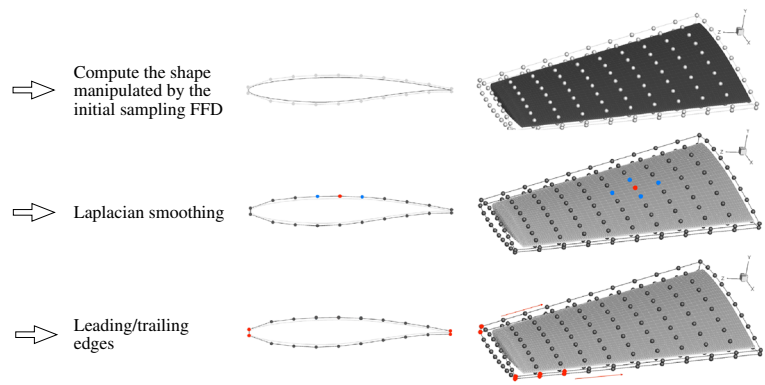 Compute the shape
manipulated by the
initial sampling FFD
Y
Z
X
Laplacian smoothing
Y
Z
X
Leading/trailing
edges
Y
Z
X